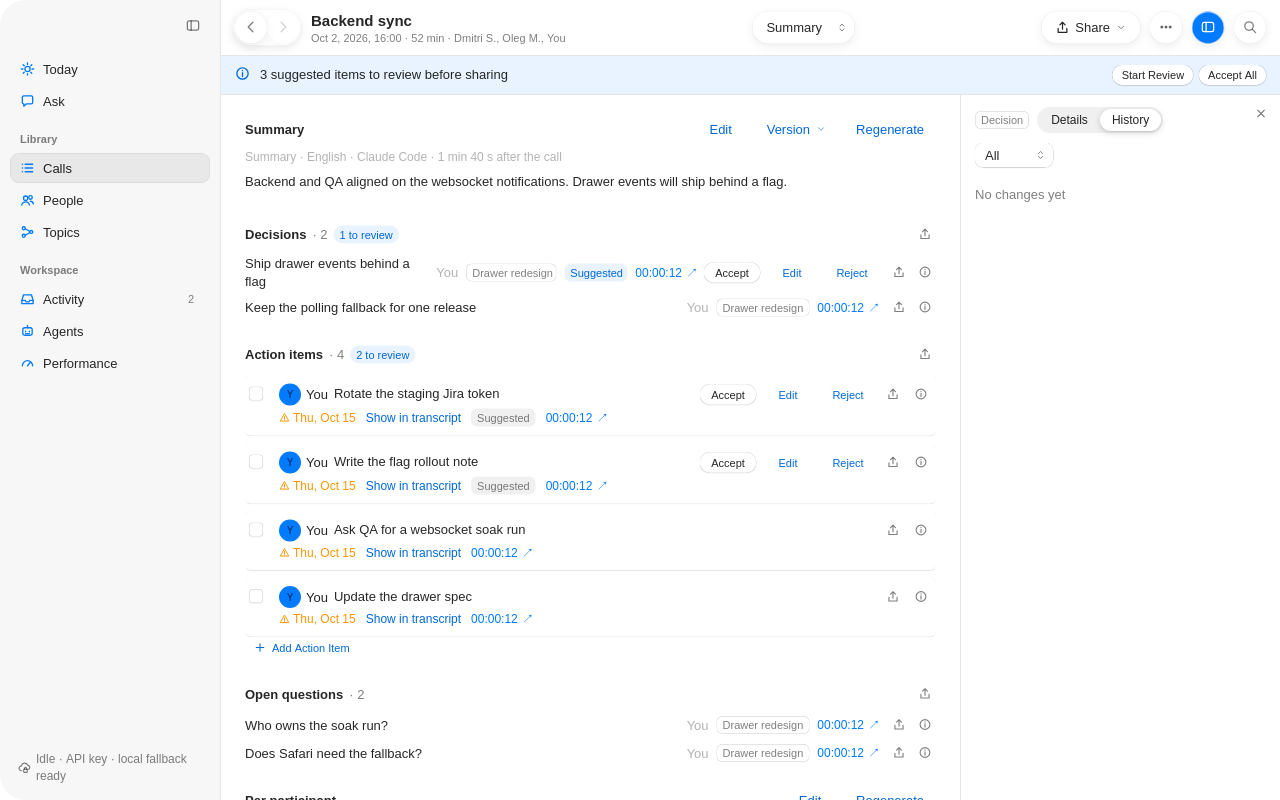 Today
Ask
Library
Calls
People
Topics
Workspace
Activity 2
Agents
Performance
Idle · API key · local fallback
ready
Backend sync
Oct 2, 2026, 16:00 · 52 min · Dmitri S., Oleg M., You
Summary
Share
3 suggested items to review before sharing
Start Review
Accept All
Summary
Edit
Version
Regenerate
Summary · English · Claude Code · 1 min 40 s after the call
Backend and QA aligned on the websocket notifications. Drawer events will ship behind a flag.
Decisions · 2 1 to review
Ship drawer events behind a
flag
You Drawer redesign Suggested 00:00:12 Accept Edit Reject
Keep the polling fallback for one release You Drawer redesign 00:00:12
Action items · 4 2 to review
Y You Rotate the staging Jira token Accept Edit Reject
Thu, Oct 15 Show in transcript Suggested 00:00:12
Y You Write the flag rollout note Accept Edit Reject
Thu, Oct 15 Show in transcript Suggested 00:00:12
Y You Ask QA for a websocket soak run
Thu, Oct 15 Show in transcript 00:00:12
Y You Update the drawer spec
Thu, Oct 15 Show in transcript 00:00:12
Add Action Item
Open questions · 2
Who owns the soak run? You Drawer redesign 00:00:12
Does Safari need the fallback? You Drawer redesign 00:00:12
Per participant Edit Regenerate
Decision
Details
History
All
No changes yet